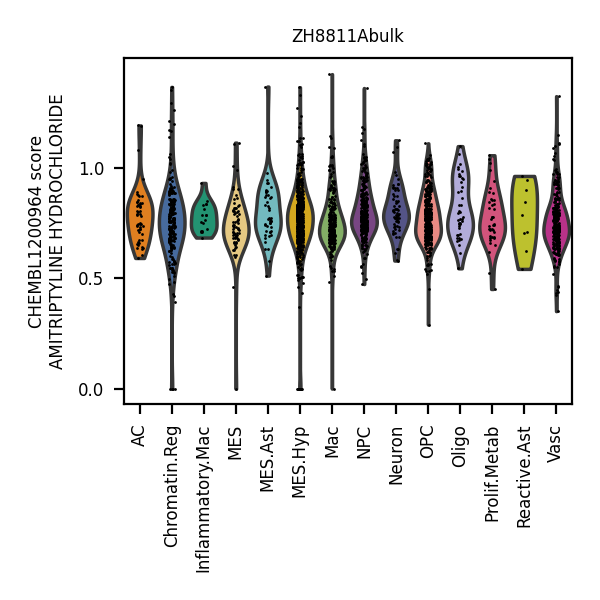 ZH8811Abulk
CHEMBL1200964 score
AMITRIPTYLINE HYDROCHLORIDE
1.0
0.5
0.0
AC
Chromatin.Reg
Inflammatory.Mac
MES
MES.Ast
MES.Hyp
Mac
NPC
Neuron
OPC
Oligo
Prolif.Metab
Reactive.Ast
Vasc